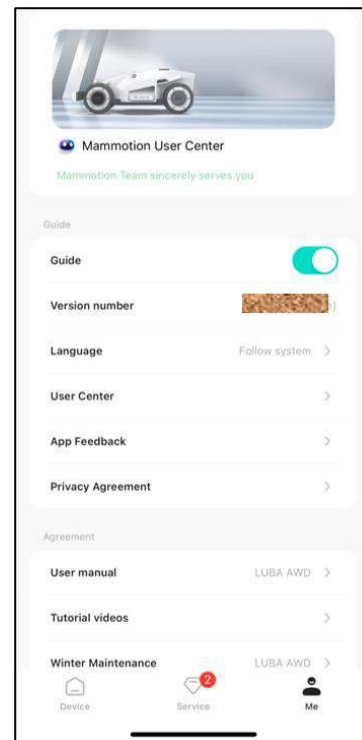 Mammotion User Center
Mammotion Team sincerely serves you
Guide
Guide
Version number
Language Follow system
User Center
App Feedback
Privacy Agreement
Agreement
User manual LUBA AWD
Tutorial videos
Winter Maintenance LUBA AWD
2
Device Service Me